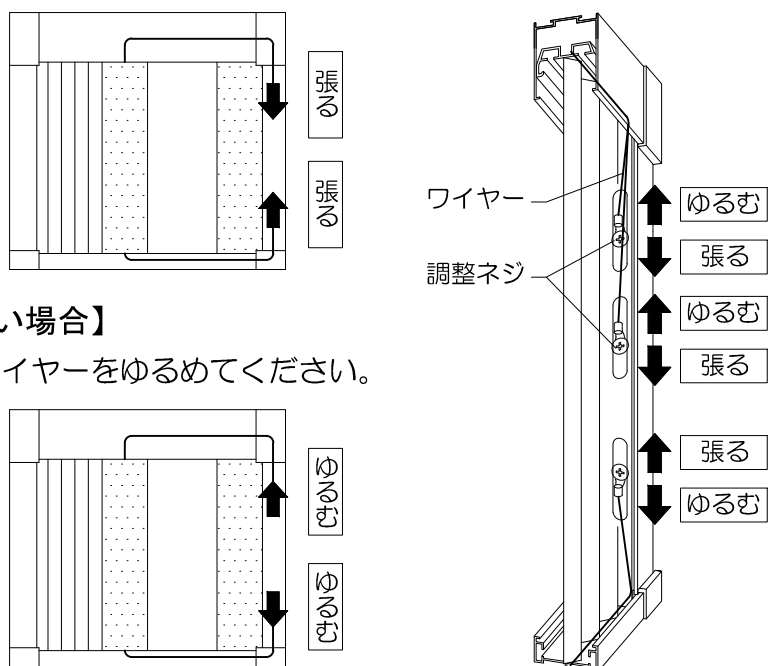 張る
張る
い場合】
イヤーをゆるめてください。
ゆるむ
ゆるむ
ワイヤー
調整ネジ
ゆるむ
張る
ゆるむ
張る
張る
ゆるむ